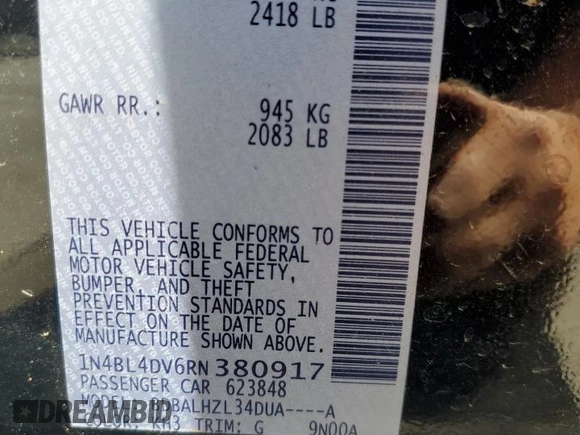 2418 LB
GAWR RR.: 945 KG
2083 LB
THIS VEHICLE CONFORMS TO
ALL APPLICABLE FEDERAL
MOTOR VEHICLE SAFETY,
BUMPER, AND THEFT
PREVENTION STANDARDS IN
EFFECT ON THE DATE OF
MANUFACTURE SHOWN ABOVE.
1N4BL4DV6RN380917
PASSENGER CAR 623848
TRIM: G 9N00A
RideSafely